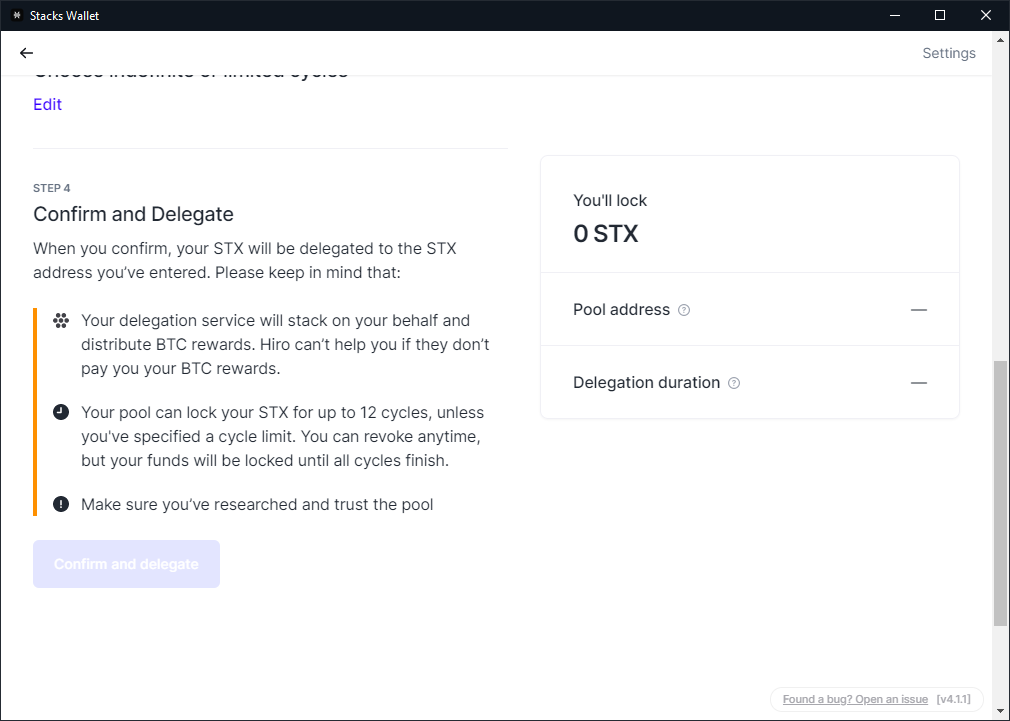 Stacks Wallet
Settings
Choose indefinite or limited cycles
Edit
STEP 4
Confirm and Delegate
When you confirm, your STX will be delegated to the STX
address you’ve entered. Please keep in mind that:
Your delegation service will stack on your behalf and
distribute BTC rewards. Hiro can’t help you if they don’t
pay you your BTC rewards.
Your pool can lock your STX for up to 12 cycles, unless
you've specified a cycle limit. You can revoke anytime,
but your funds will be locked until all cycles finish.
Make sure you’ve researched and trust the pool
Confirm and delegate
You'll lock
0 STX
Pool address
—
Delegation duration
—
Found a bug? Open an issue [v4.1.1]